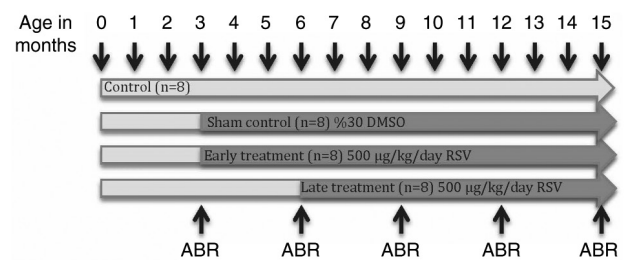 Age in months 0 1 2 3 4 5 6 7 8 9 10 11 12 13 14 15
Control (n=8)
Sham control (n=8) %30 DMSO
Early treatment (n=8) 500 µg/kg/day RSV
Late treatment (n=8) 500 µg/kg/day RSV
ABR ABR ABR ABR ABR